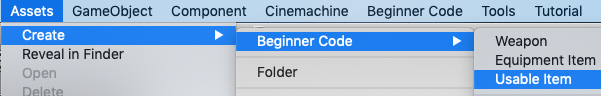 Assets GameObject Component Cinemachine Beginner Code Tools Tutorial
Create
Reveal in Finder
Open
Delete
Beginner Code
Folder
Weapon
Equipment Item
Usable Item